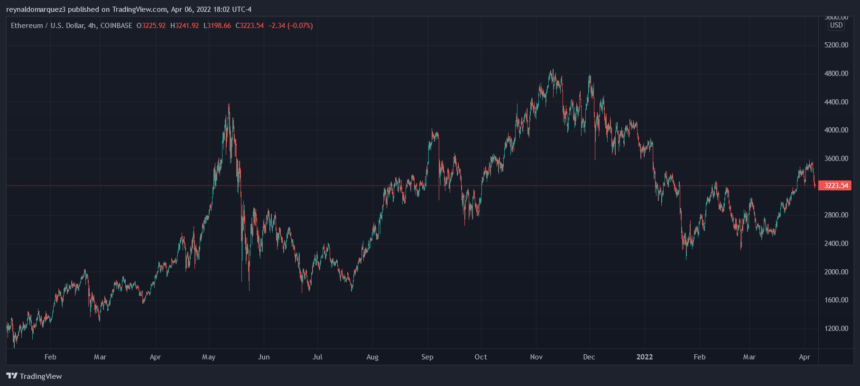 reynaldomarquez3 published on TradingView.com, Apr 06, 2022 18:02 UTC-4
Ethereum / U.S. Dollar, 4h, COINBASE O3225.92 H3241.92 L3198.66 C3223.54 −2.34 (−0.07%)
5600.00
USD
5200.00
4800.00
4400.00
4000.00
3600.00
3223.54
2800.00
2400.00
2000.00
1600.00
1200.00
Feb Mar Apr May Jun Jul Aug Sep Oct Nov Dec 2022 Feb Mar Apr
TradingView